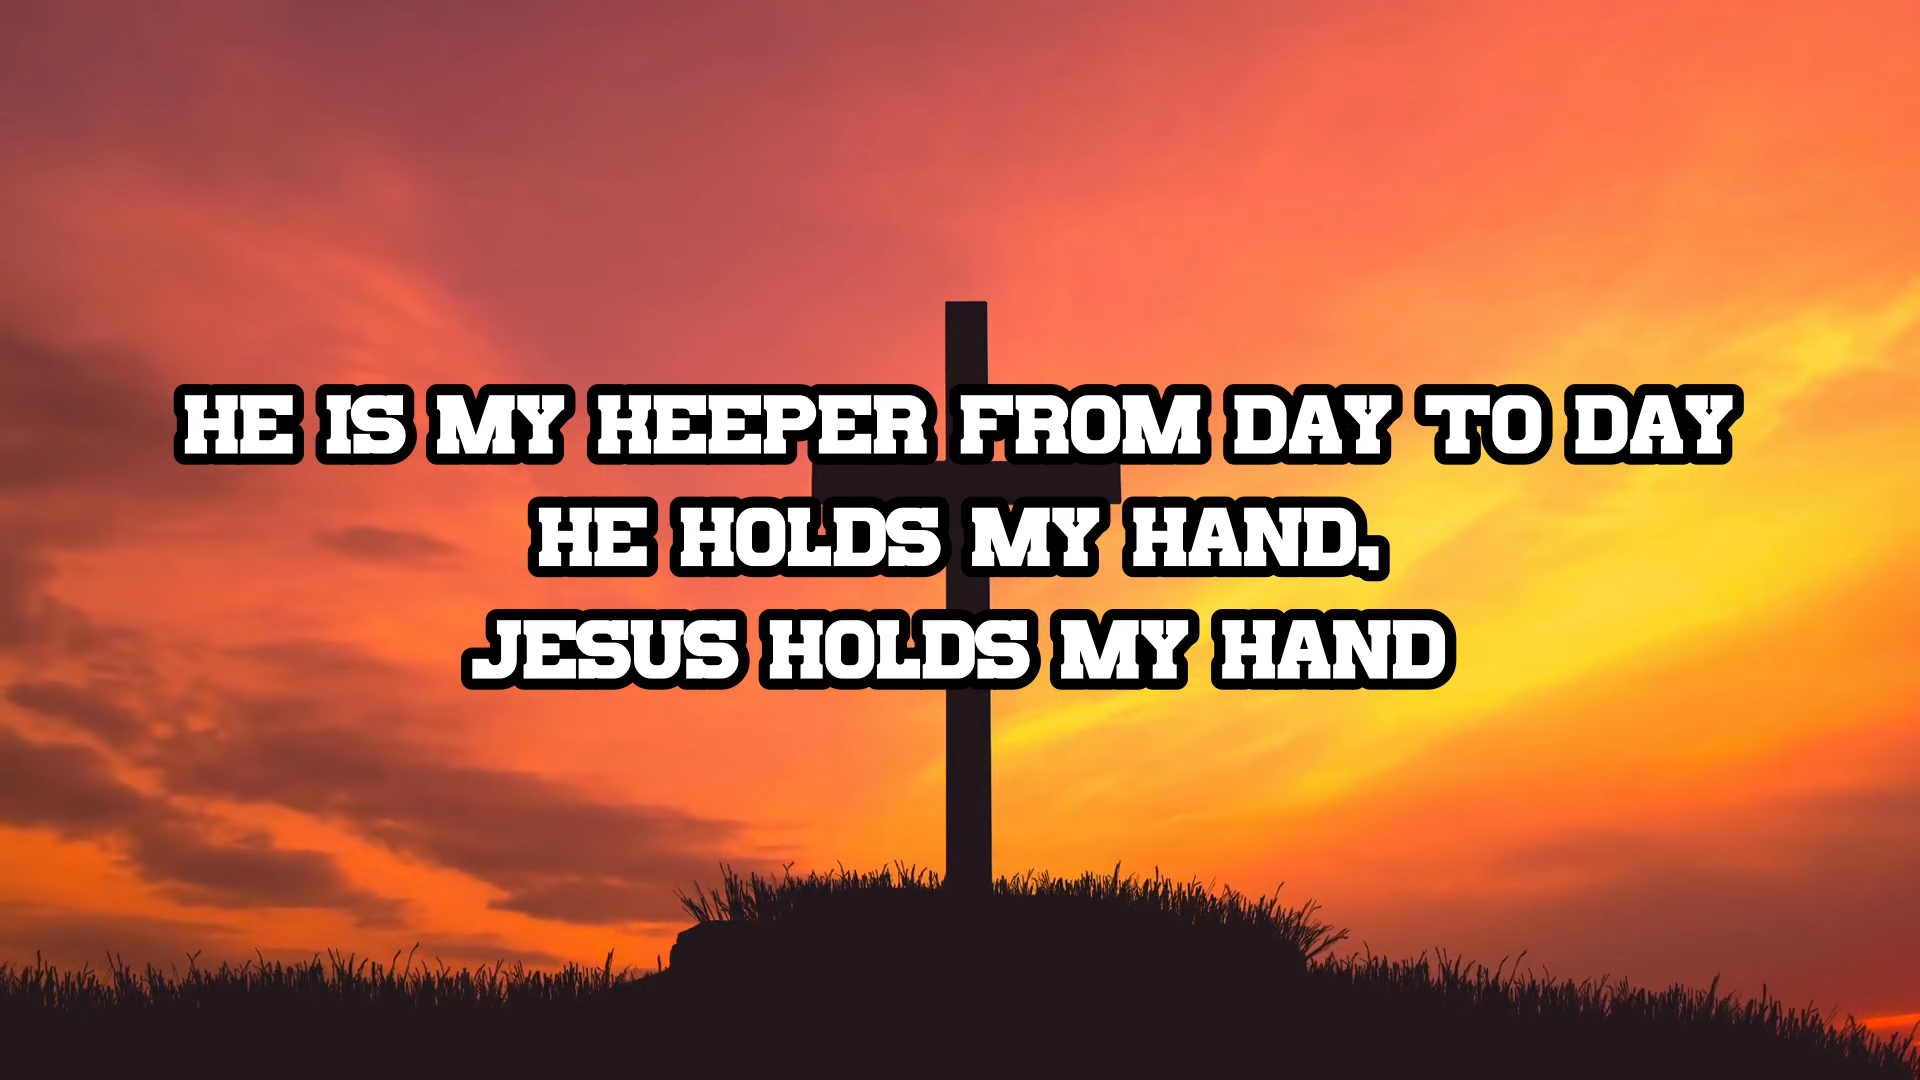 HE IS MY KEEPER FROM DAY TO DAY
HE HOLDS MY HAND,
JESUS HOLDS MY HAND